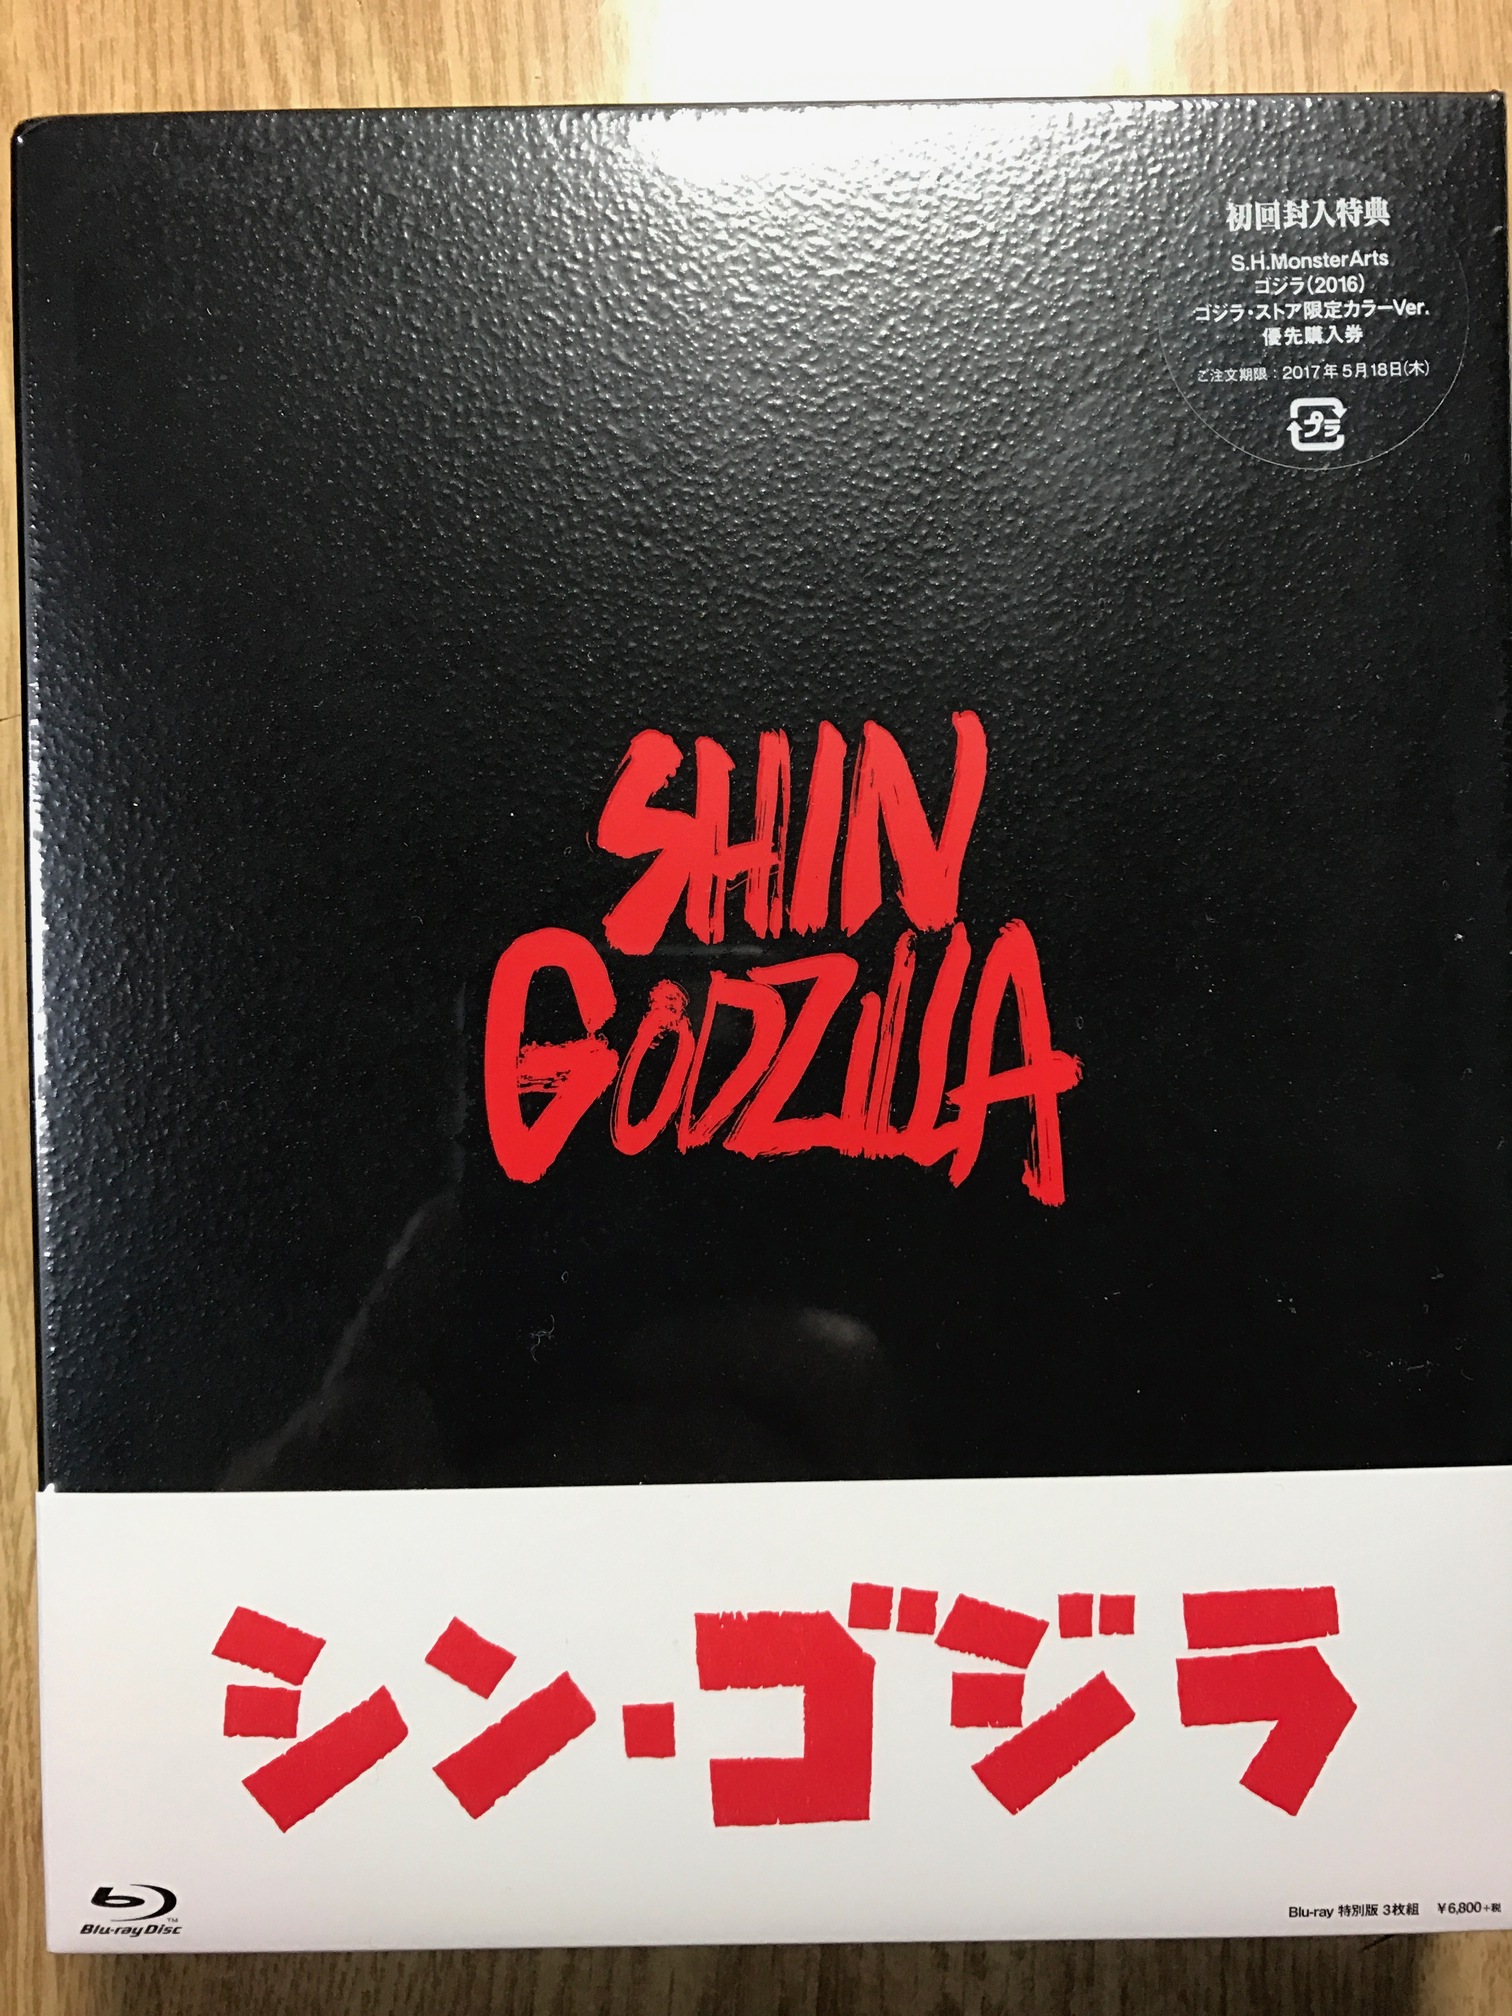 初回封入特典
S.H.MonsterArts
ゴジラ(2016)
ゴジラ・ストア限定カラーVer.
優先購入券
ご注文期限：2017年5月18日(木)
プラ
SHIN
GODZILLA
シン・ゴジラ
Blu-ray Disc™
Blu-ray 特別版 3枚組 ￥6,800+税